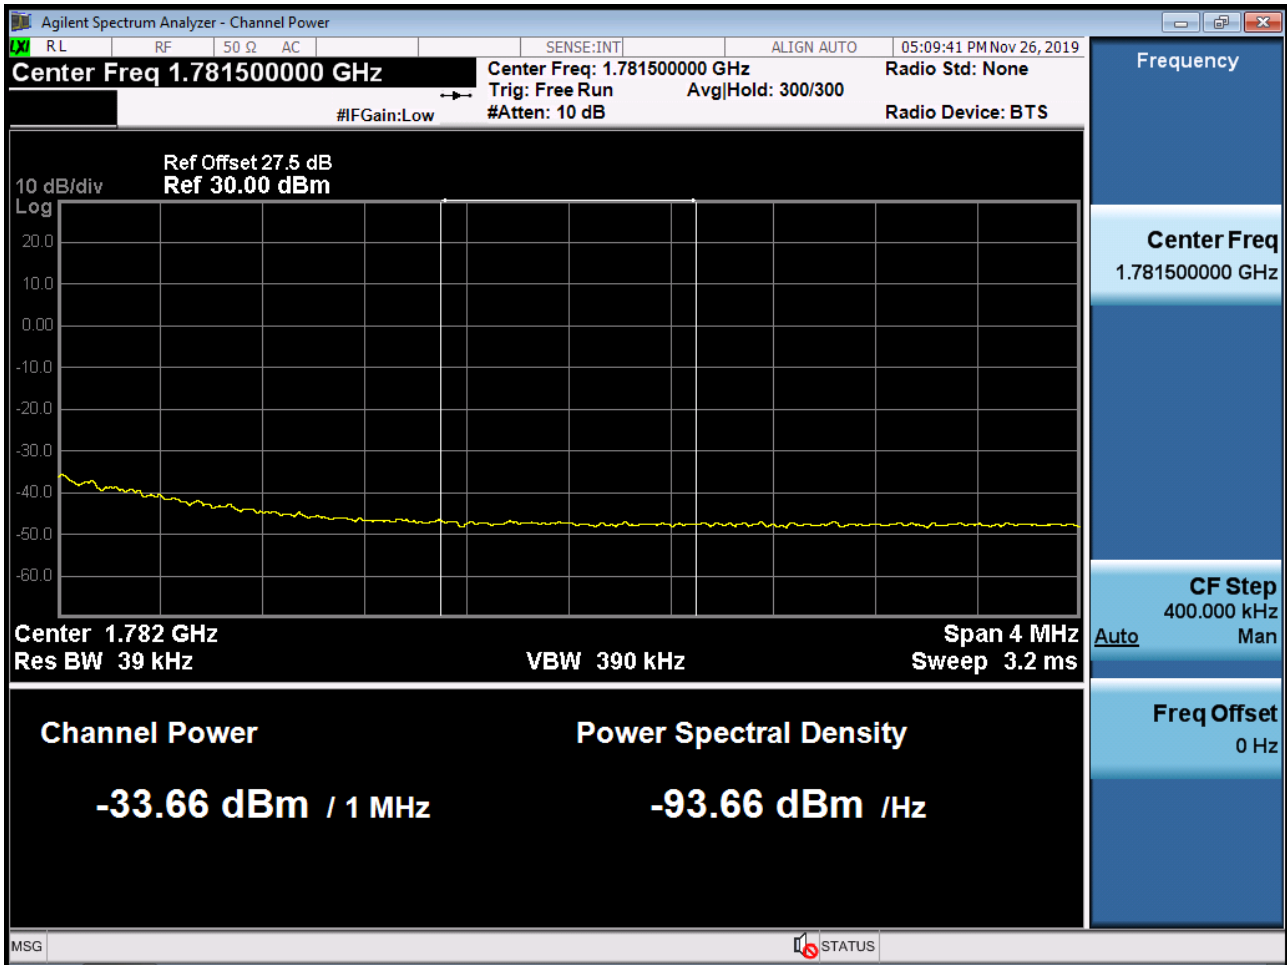 Agilent Spectrum Analyzer - Channel Power
LXI RL RF 50 Ω AC SENSE:INT ALIGN AUTO 05:09:41 PM Nov 26, 2019
Center Freq 1.781500000 GHz
Center Freq: 1.781500000 GHz Radio Std: None
Trig: Free Run Avg|Hold: 300/300
#IFGain:Low #Atten: 10 dB Radio Device: BTS
Frequency
Ref Offset 27.5 dB
10 dB/div Ref 30.00 dBm
Log
20.0
10.0
0.00
-10.0
-20.0
-30.0
-40.0
-50.0
-60.0
Center 1.782 GHz Span 4 MHz
Res BW 39 kHz VBW 390 kHz Sweep 3.2 ms
Channel Power Power Spectral Density
-33.66 dBm / 1 MHz -93.66 dBm /Hz
Center Freq
1.781500000 GHz
CF Step
400.000 kHz
Auto Man
Freq Offset
0 Hz
MSG STATUS